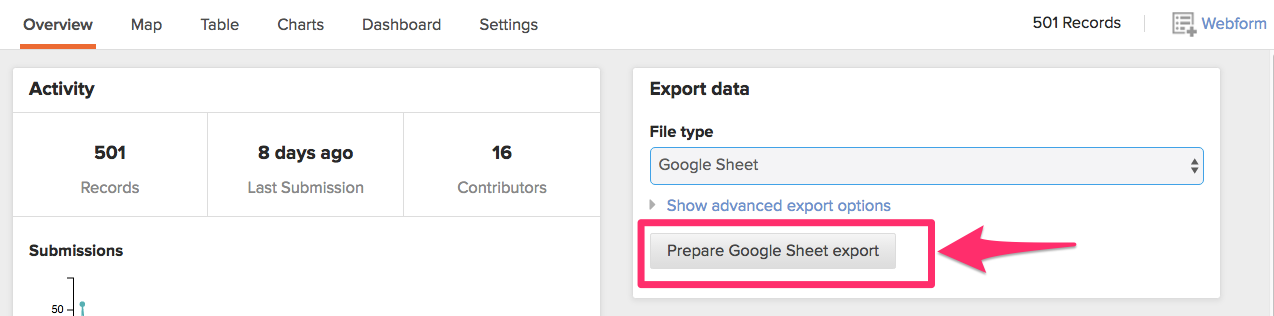 Overview Map Table Charts Dashboard Settings 501 Records Webform
Activity
501 8 days ago 16
Records Last Submission Contributors
Submissions
50
Export data
File type
Google Sheet
Show advanced export options
Prepare Google Sheet export